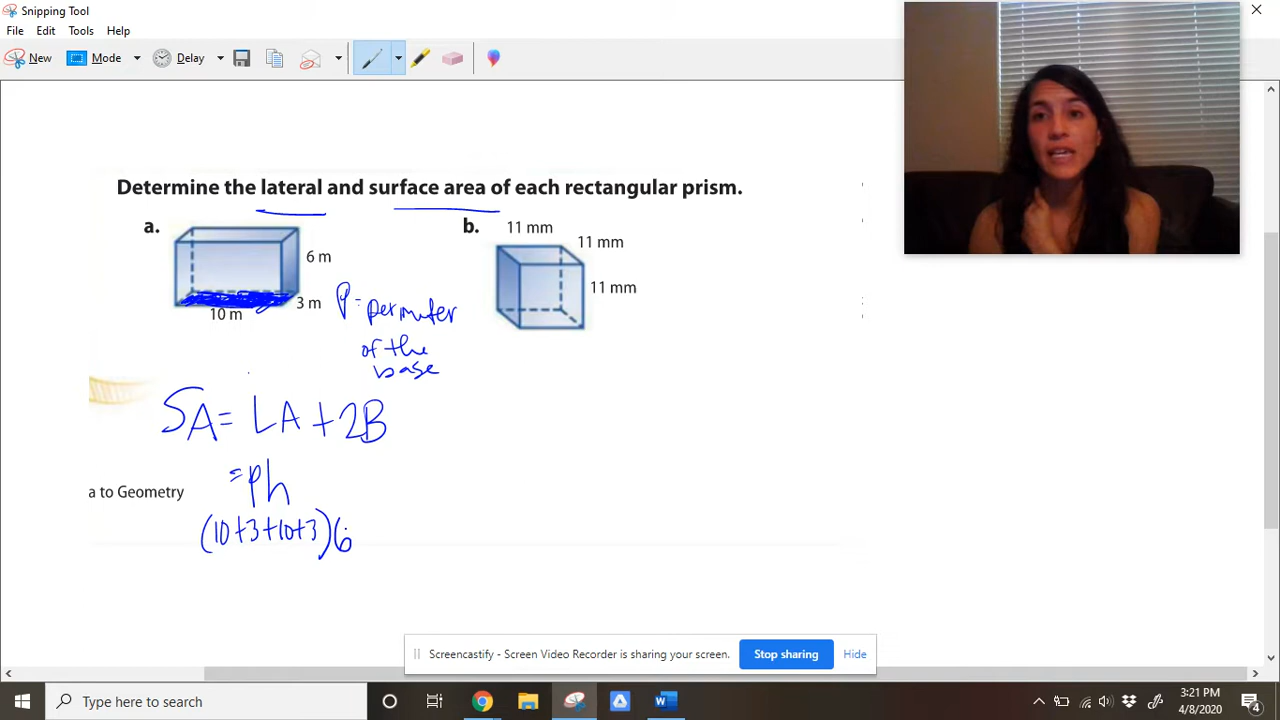 Snipping Tool
File Edit Tools Help
New Mode Delay
Determine the lateral and surface area of each rectangular prism.
a. b. 11 mm
11 mm
6 m
11 mm
3 m
10 m
P = perimeter
of the
base
SA = LA + 2B
= ph
a to Geometry
(10+3+10+3)6
Screencastify - Screen Video Recorder is sharing your screen. Stop sharing Hide
Type here to search
3:21 PM
4/8/2020
4